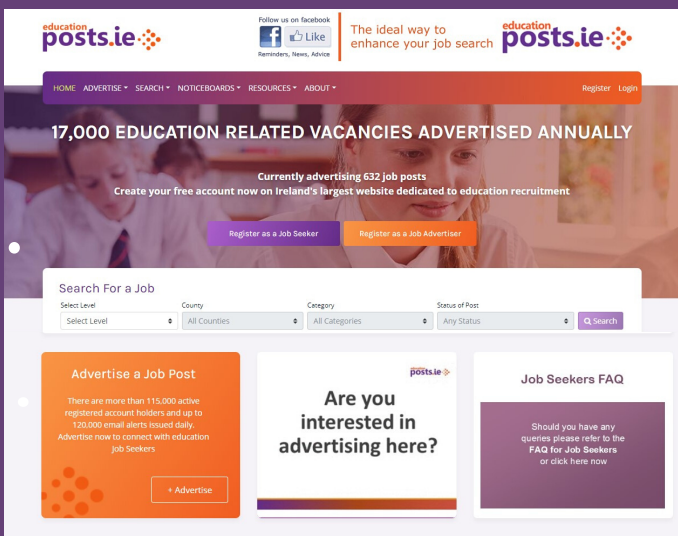 education
posts.ie
Follow us on facebook
f Like
Reminders, News, Advice
The ideal way to
enhance your job search
education
posts.ie
HOME ADVERTISE SEARCH NOTICEBOARDS RESOURCES ABOUT Register Login
17,000 EDUCATION RELATED VACANCIES ADVERTISED ANNUALLY
Currently advertising 632 job posts
Create your free account now on Ireland's largest website dedicated to education recruitment
Register as a Job Seeker Register as a Job Advertiser
Search For a Job
Select Level County Category Status of Post
Select Level All Counties All Categories Any Status Search
Advertise a Job Post
There are more than 115,000 active
registered account holders and up to
120,000 email alerts issued daily.
Advertise now to connect with education
Job Seekers
+ Advertise
education
posts.ie
Are you
interested in
advertising here?
Job Seekers FAQ
Should you have any
queries please refer to the
FAQ for Job Seekers
or click here now